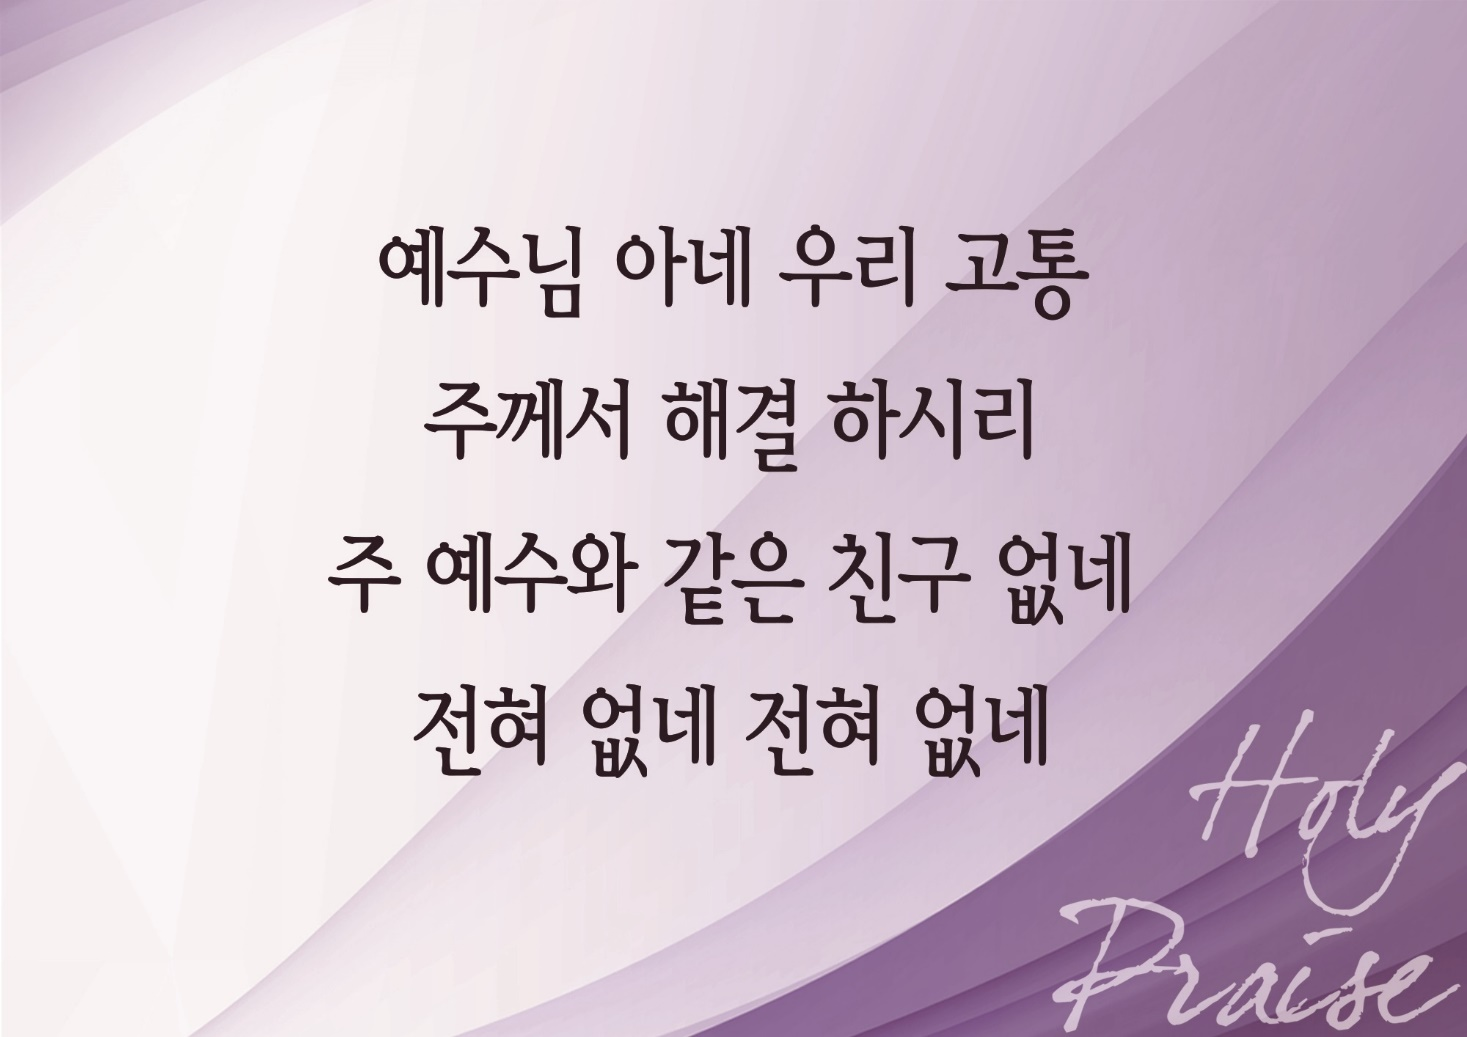 예수님 아네 우리 고통
주께서 해결 하시리
주 예수와 같은 친구 없네
전혀 없네 전혀 없네
Holy
Praise